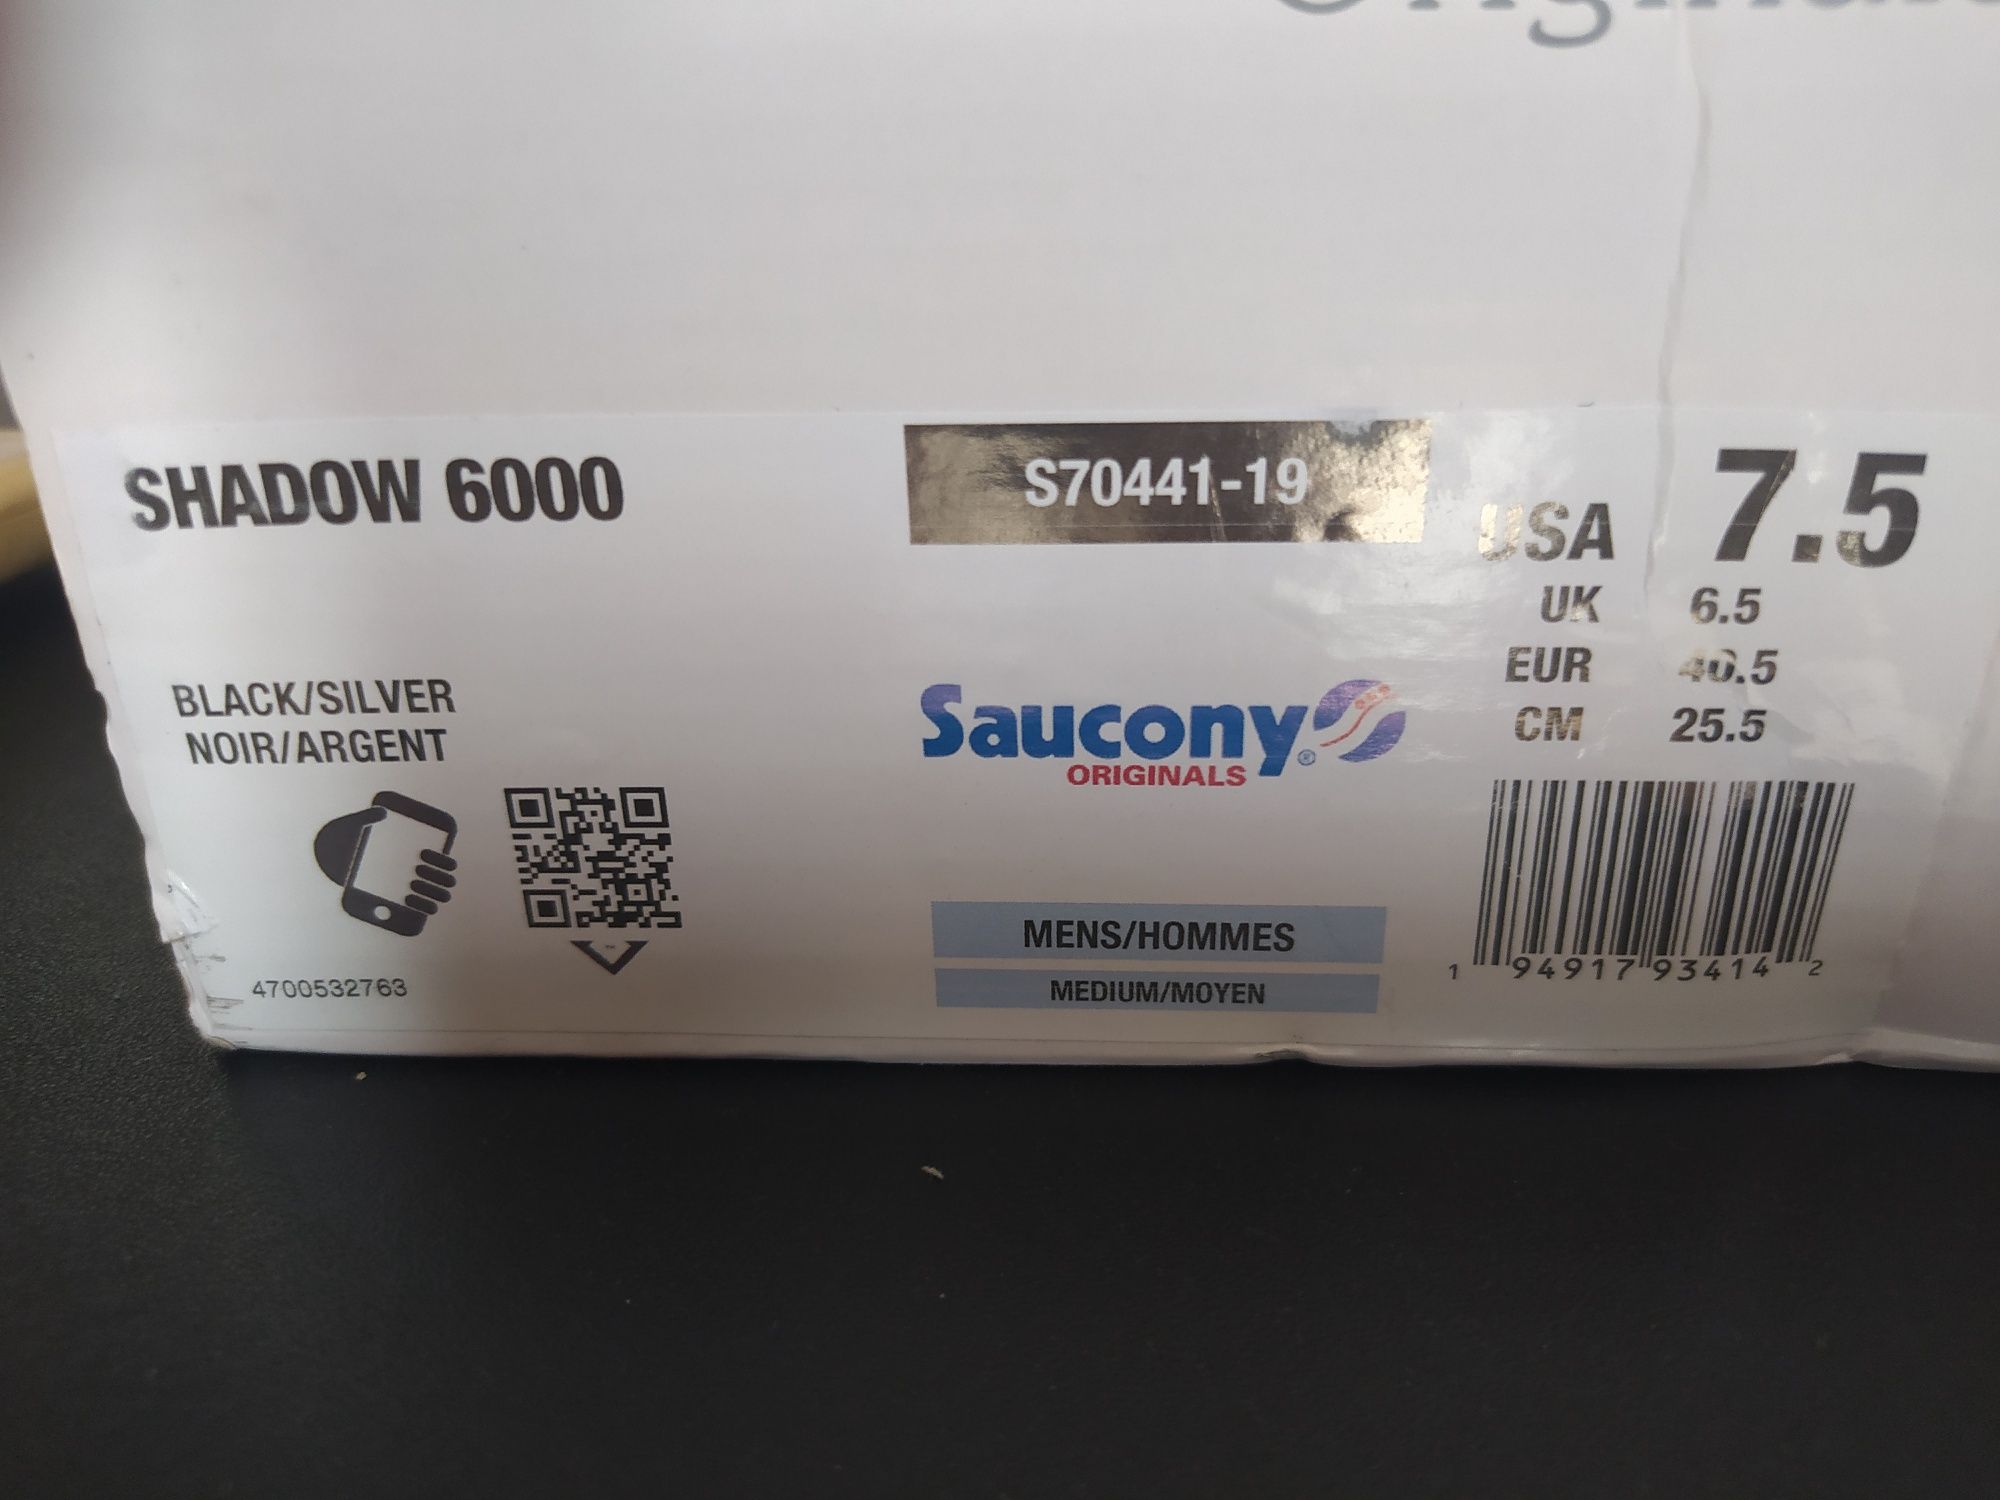 Originals
SHADOW 6000
S70441-19
USA 7.5
UK 6.5
EUR 40.5
CM 25.5
BLACK/SILVER
NOIR/ARGENT
Saucony®
ORIGINALS
MENS/HOMMES
MEDIUM/MOYEN
4700532763
1 94917 93414 2